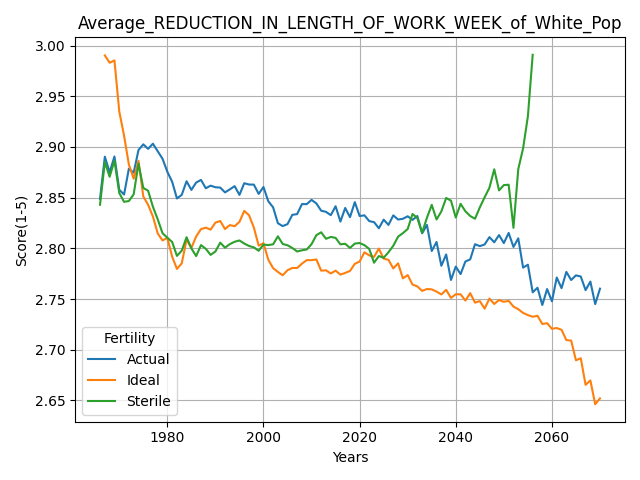 Average_REDUCTION_IN_LENGTH_OF_WORK_WEEK_of_White_Pop
3.00
2.95
2.90
2.85
2.80
2.75
2.70
2.65
Score(1-5)
Fertility
Actual
Ideal
Sterile
1980 2000 2020 2040 2060
Years